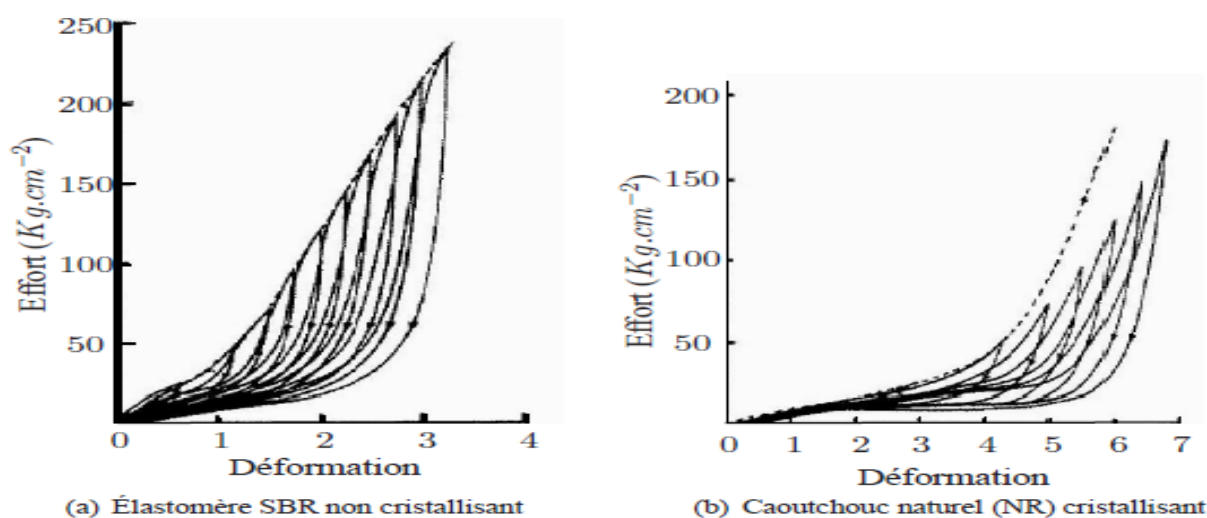 250
200
150
100
50
0 1 2 3 4
Effort (Kg.cm⁻²)
Déformation
(a) Élastomère SBR non cristallisant
200
150
100
50
0 1 2 3 4 5 6 7
Effort (Kg.cm⁻²)
Déformation
(b) Caoutchouc naturel (NR) cristallisant